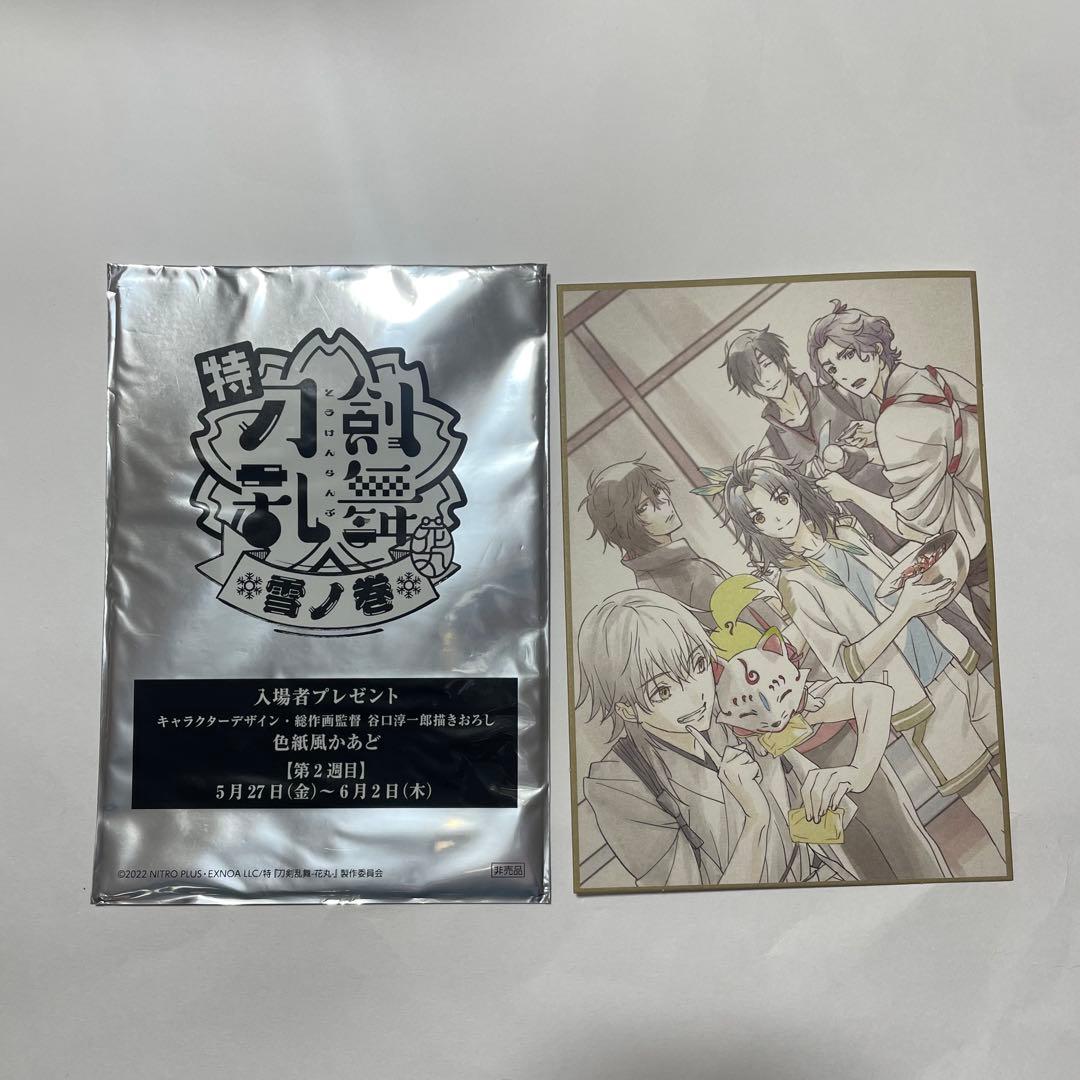 特
刀剣
乱舞
とうけんらんぶ
花丸
雪ノ巻
入場者プレゼント
キャラクターデザイン・総作画監督 谷口淳一郎描きおろし
色紙風かあど
【第2週目】
5月27日(金)～6月2日(木)
©2022 NITRO PLUS・EXNOA LLC/特『刀剣乱舞-花丸-』製作委員会
非売品
?